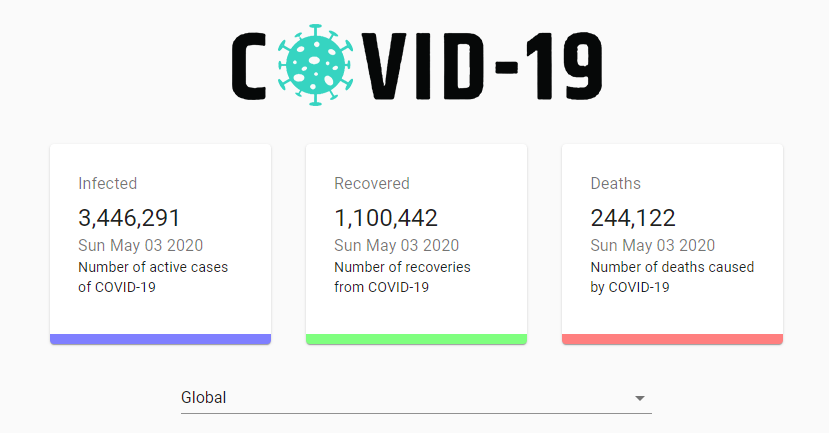 COVID-19
Infected
3,446,291
Sun May 03 2020
Number of active cases
of COVID-19
Recovered
1,100,442
Sun May 03 2020
Number of recoveries
from COVID-19
Deaths
244,122
Sun May 03 2020
Number of deaths caused
by COVID-19
Global